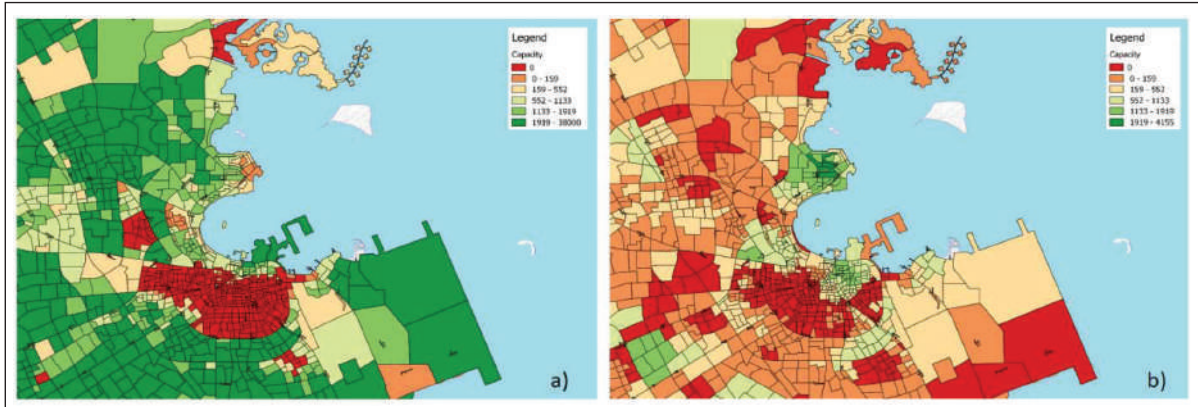 Legend
Capacity
0
0 - 159
159 - 552
552 - 1133
1133 - 1919
1919 - 38000
a)
Legend
Capacity
0
0 - 159
159 - 552
552 - 1133
1133 - 1919
1919 - 4155
b)